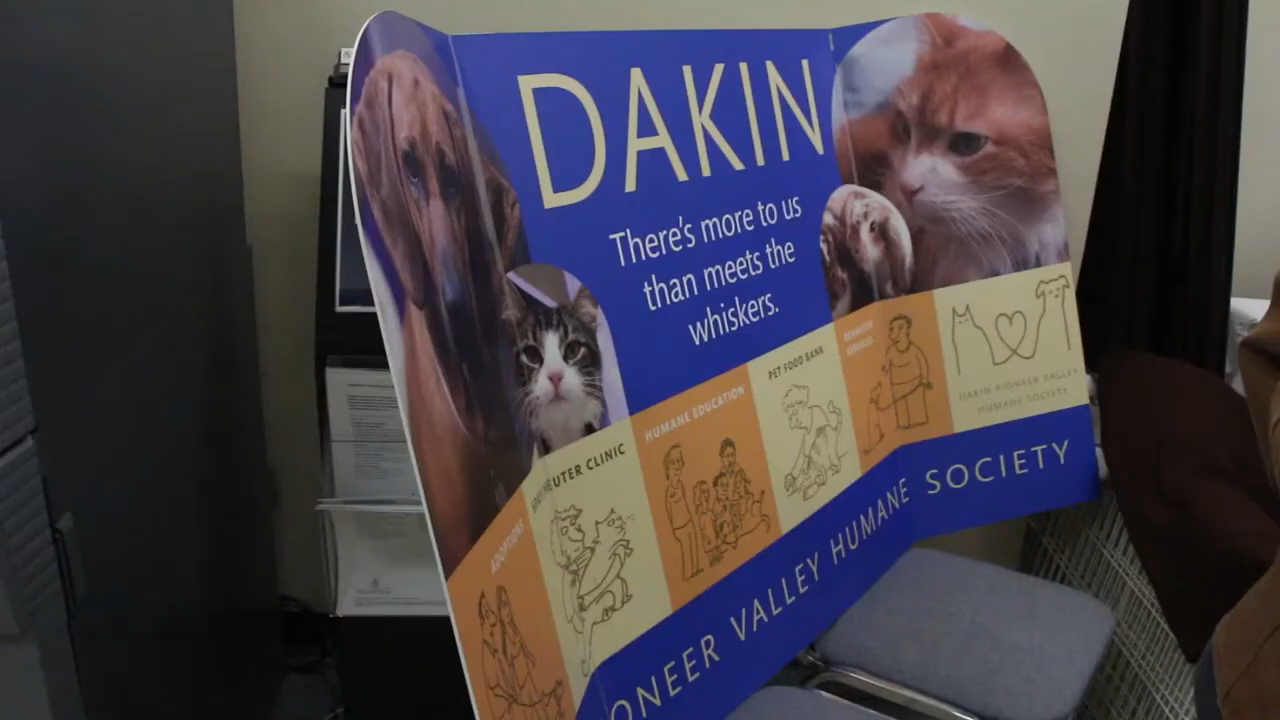 DAKIN
There's more to us
than meets the
whiskers.
ADOPTIONS
SPAY/NEUTER CLINIC
HUMANE EDUCATION
PET FOOD BANK
BEHAVIOR
SERVICES
DAKIN PIONEER VALLEY
HUMANE SOCIETY
ONEER VALLEY HUMANE SOCIETY